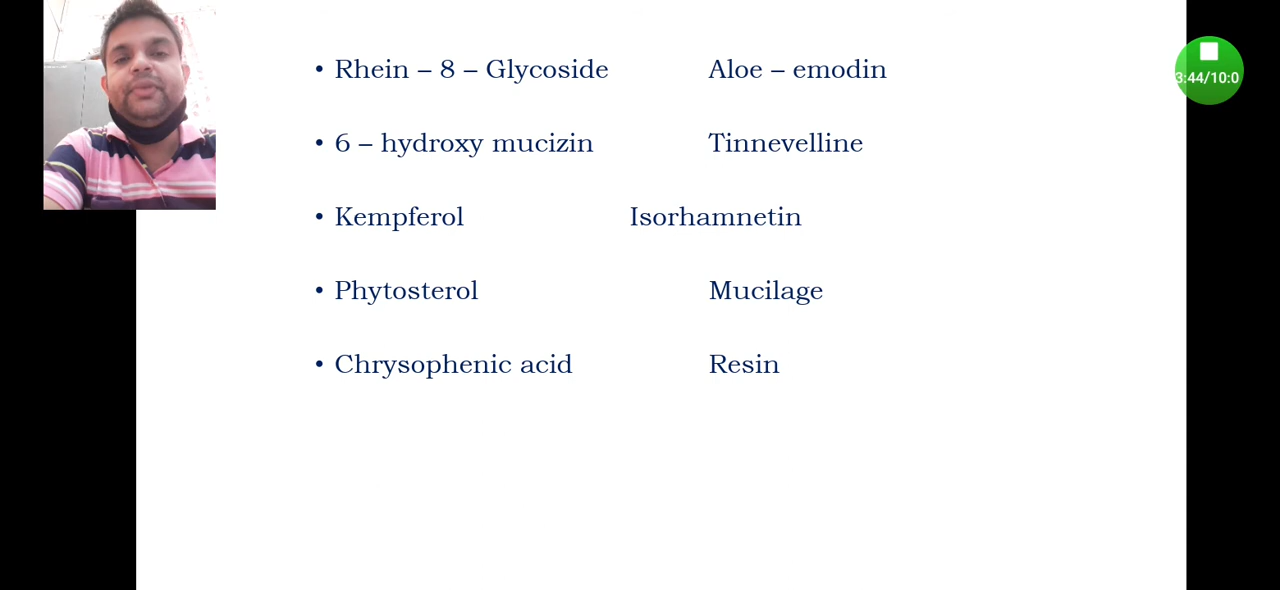 • Rhein – 8 – Glycoside Aloe – emodin
3:44/10:0
• 6 – hydroxy mucizin Tinnevelline
• Kempferol Isorhamnetin
• Phytosterol Mucilage
• Chrysophenic acid Resin